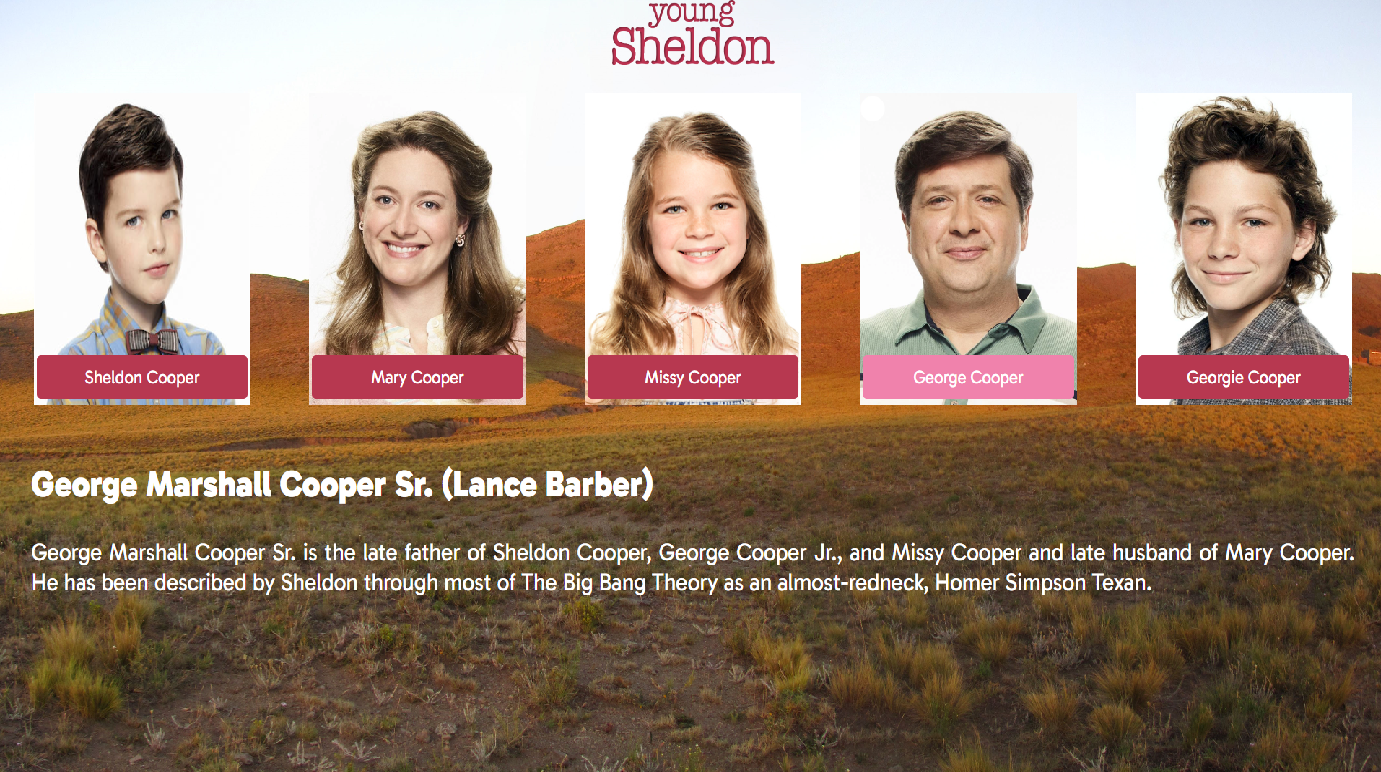 young
Sheldon
Sheldon Cooper
Mary Cooper
Missy Cooper
George Cooper
Georgie Cooper
George Marshall Cooper Sr. (Lance Barber)
George Marshall Cooper Sr. is the late father of Sheldon Cooper, George Cooper Jr., and Missy Cooper and late husband of Mary Cooper.
He has been described by Sheldon through most of The Big Bang Theory as an almost-redneck, Homer Simpson Texan.